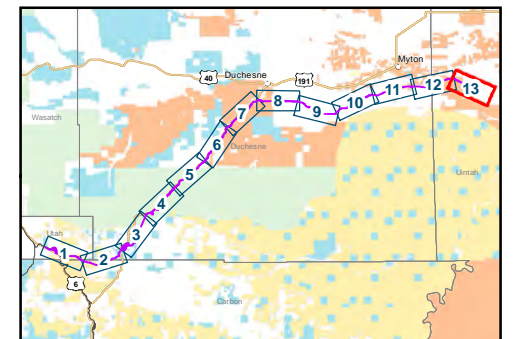 Myton
40
Duchesne
191
13
12
11
10
9
8
7
Wasatch
Duchesne
6
Uintah
5
4
3
Utah
1
2
6
Carbon